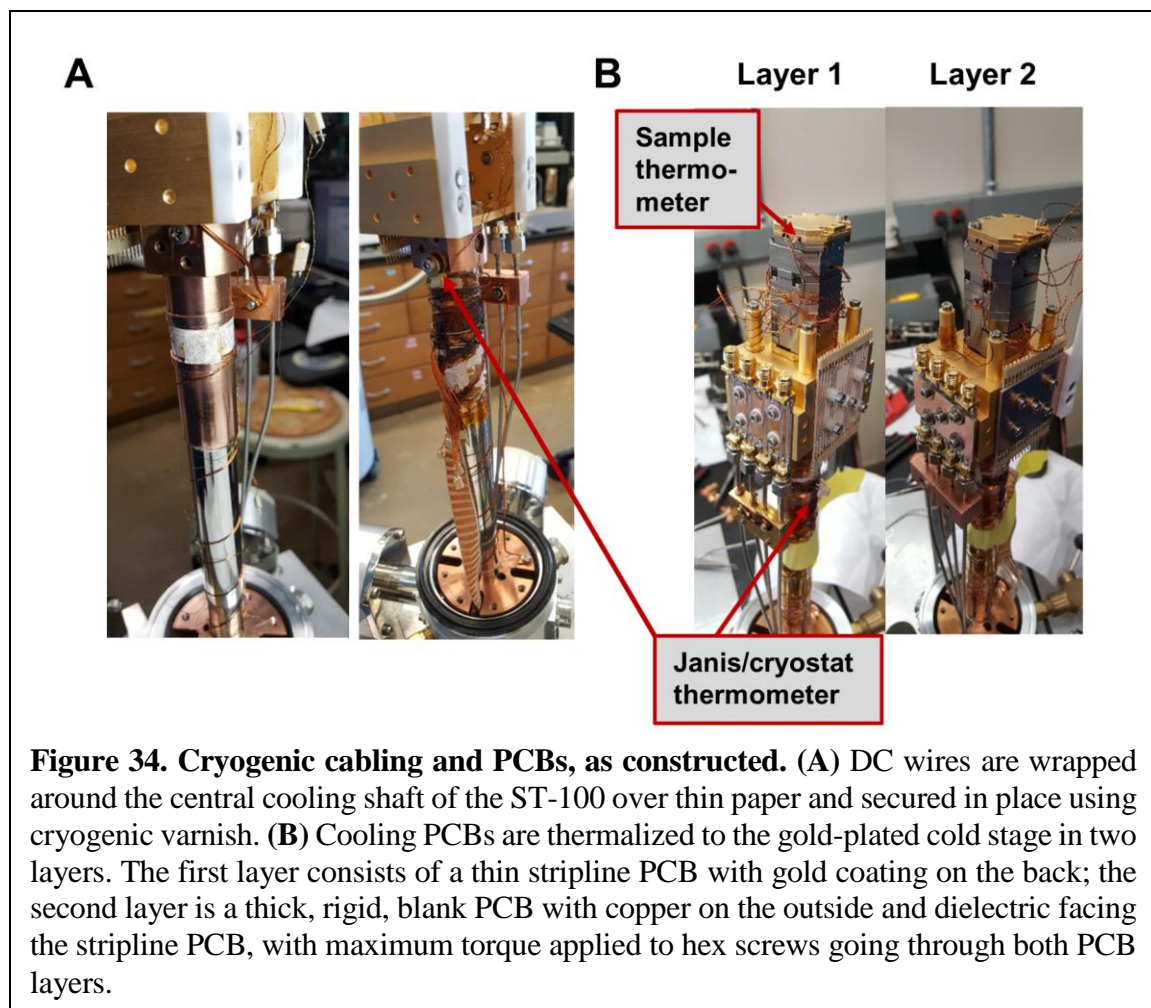 A
B
Layer 1
Layer 2
Sample
thermo-
meter
Janis/cryostat
thermometer
Figure 34. Cryogenic cabling and PCBs, as constructed. (A) DC wires are wrapped
around the central cooling shaft of the ST-100 over thin paper and secured in place using
cryogenic varnish. (B) Cooling PCBs are thermalized to the gold-plated cold stage in two
layers. The first layer consists of a thin stripline PCB with gold coating on the back; the
second layer is a thick, rigid, blank PCB with copper on the outside and dielectric facing
the stripline PCB, with maximum torque applied to hex screws going through both PCB
layers.